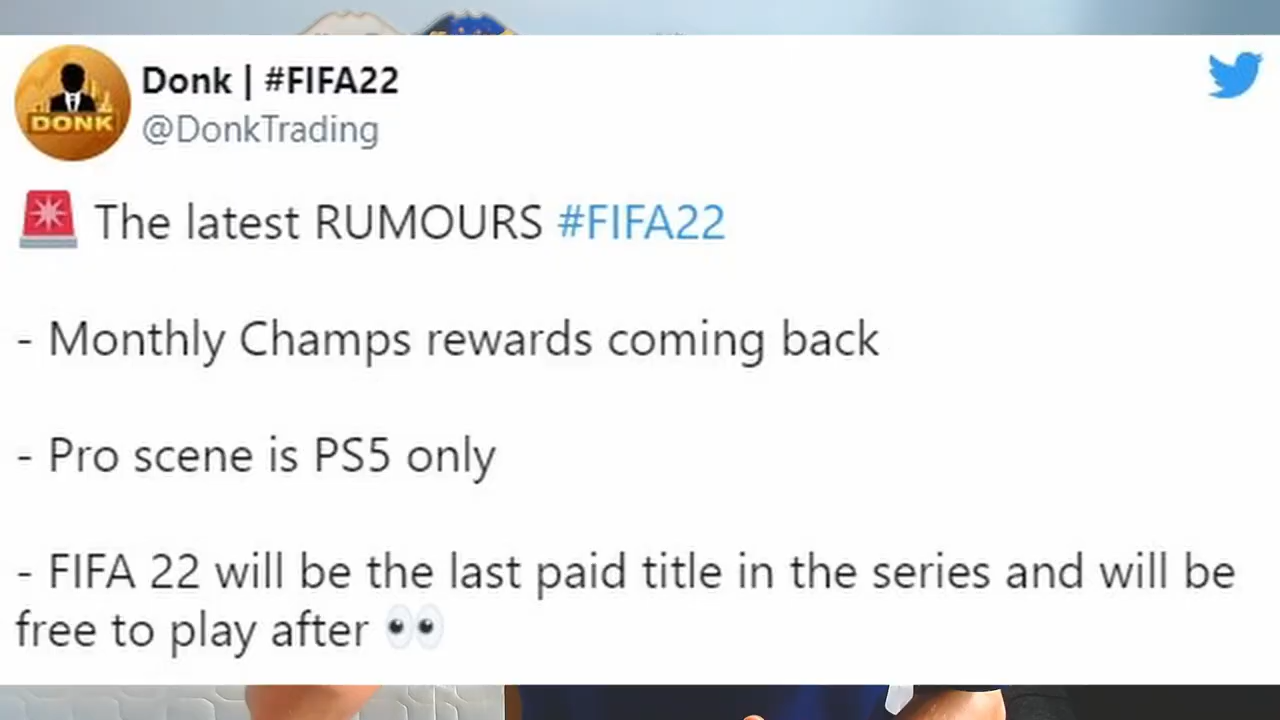 DONK
Donk | #FIFA22
@DonkTrading
🚨 The latest RUMOURS #FIFA22
- Monthly Champs rewards coming back
- Pro scene is PS5 only
- FIFA 22 will be the last paid title in the series and will be
free to play after 👀